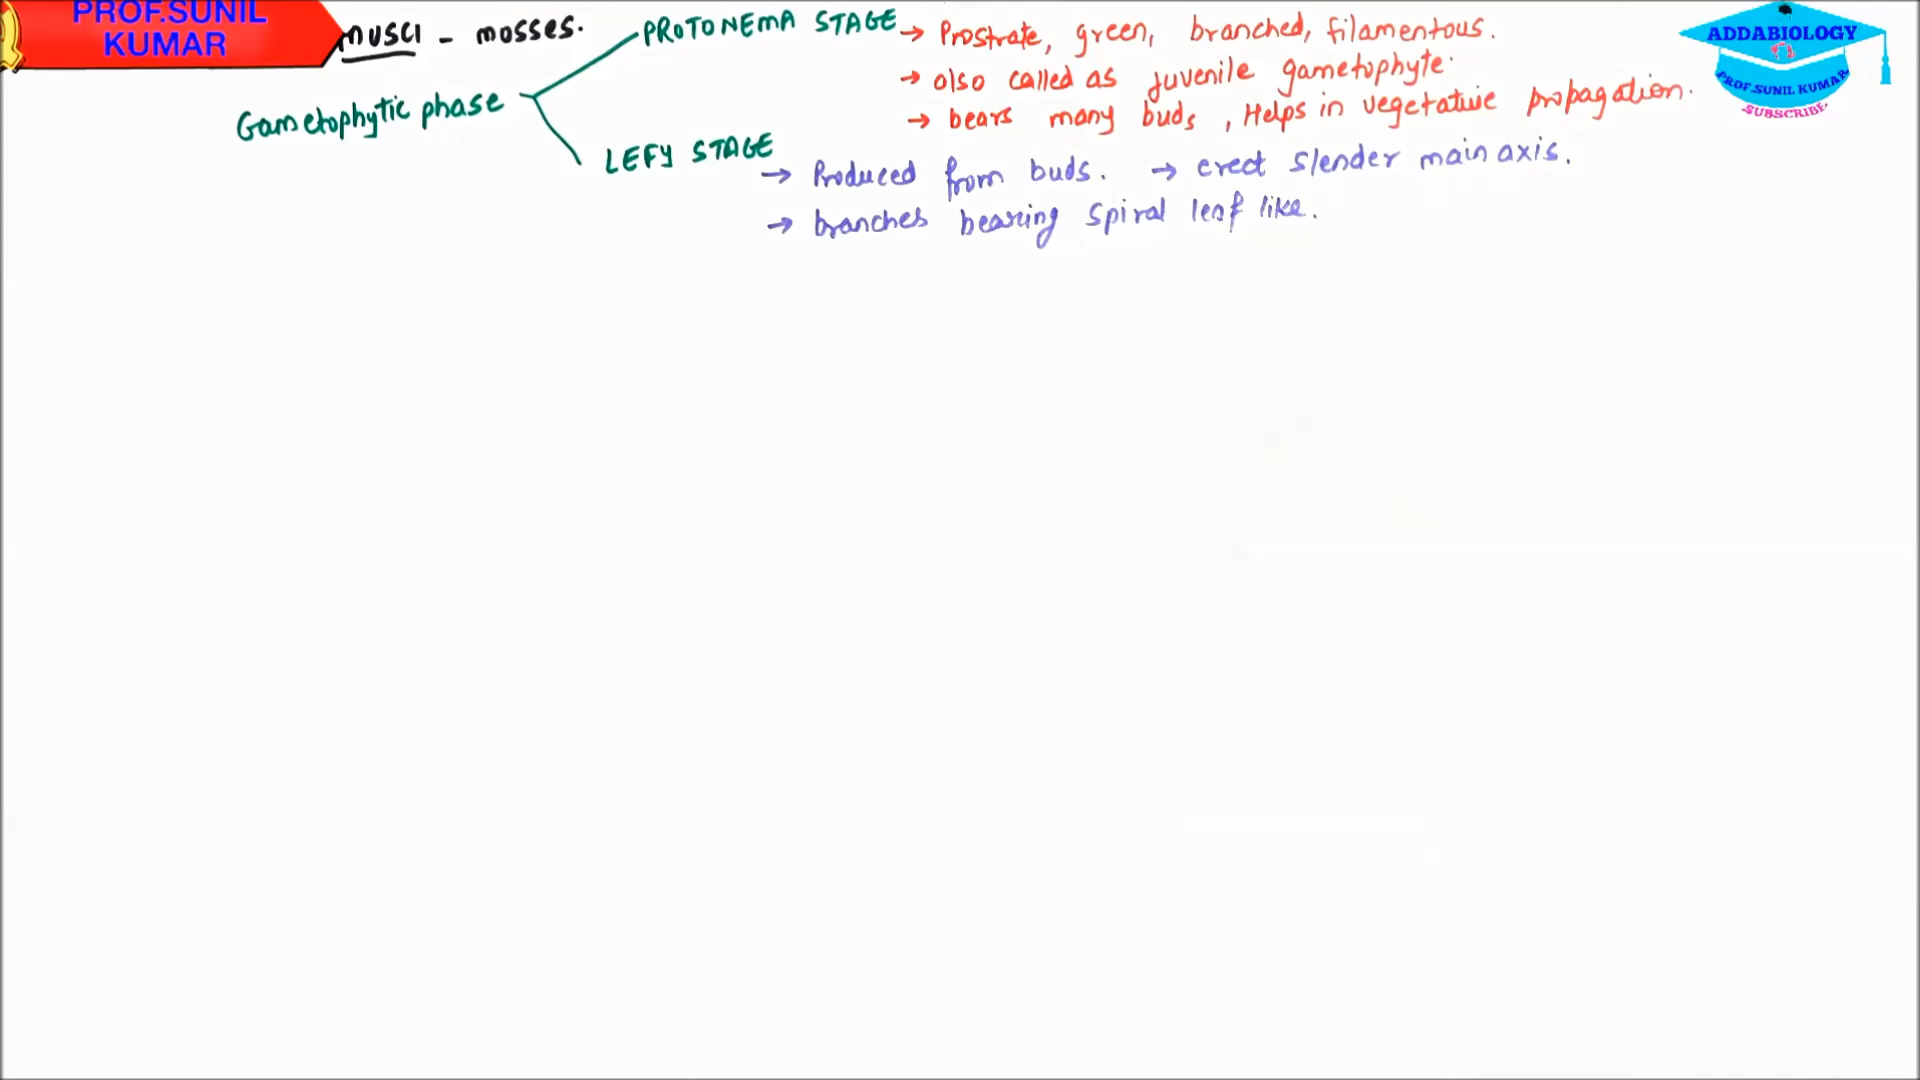 PROF.SUNIL
KUMAR
MUSCI - mosses.
Gametophytic phase
PROTONEMA STAGE → Prostrate, green, branched, filamentous.
→ also called as juvenile gametophyte.
→ bears many buds, Helps in vegetative propagation.
LEFY STAGE
→ Produced from buds. → erect slender main axis.
→ branches bearing spiral leaf like.
ADDABIOLOGY
PROF.SUNIL KUMAR
SUBSCRIBE